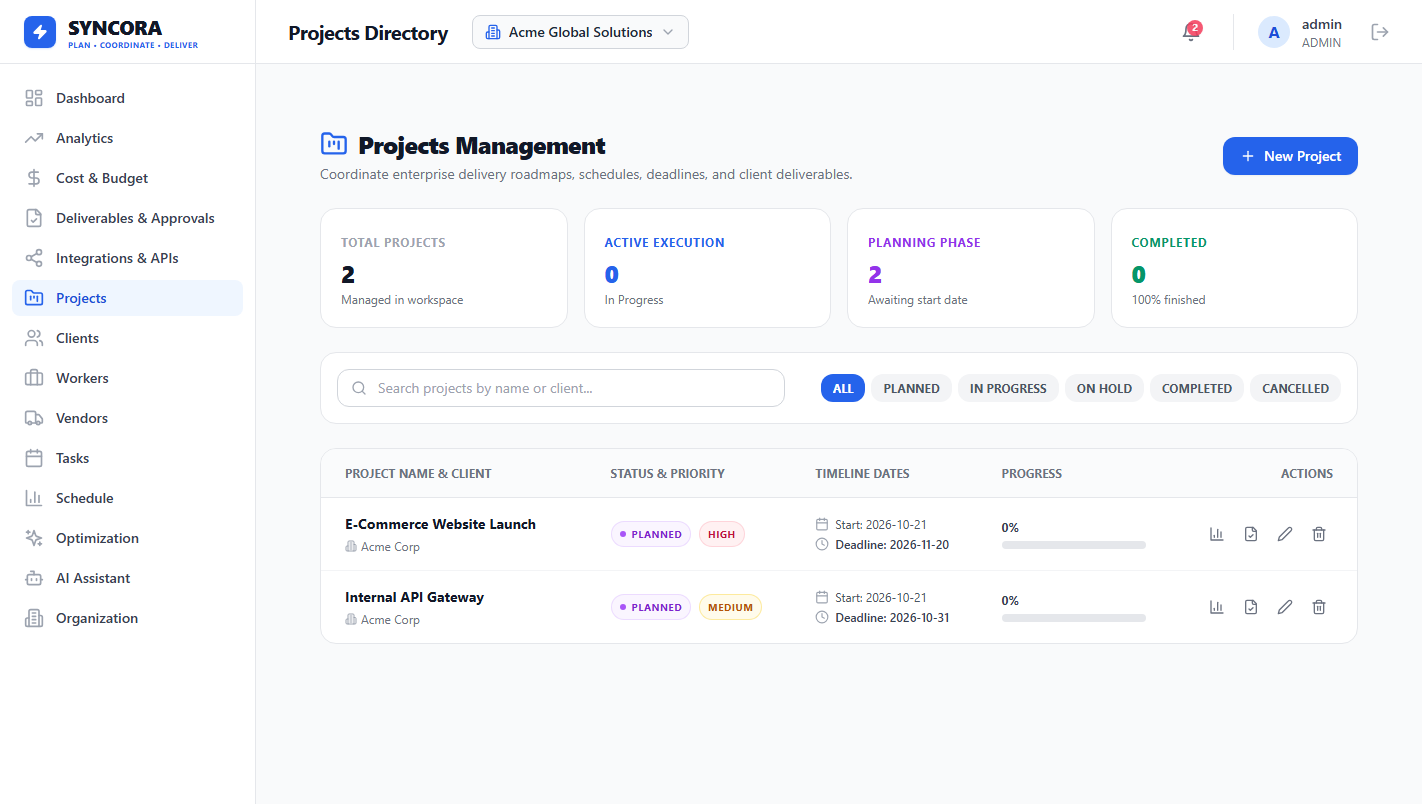 SYNCORA
PLAN • COORDINATE • DELIVER
Projects Directory
Acme Global Solutions
2
A
admin
ADMIN
Dashboard
Analytics
Cost & Budget
Deliverables & Approvals
Integrations & APIs
Projects
Clients
Workers
Vendors
Tasks
Schedule
Optimization
AI Assistant
Organization
Projects Management
Coordinate enterprise delivery roadmaps, schedules, deadlines, and client deliverables.
New Project
TOTAL PROJECTS
2
Managed in workspace
ACTIVE EXECUTION
0
In Progress
PLANNING PHASE
2
Awaiting start date
COMPLETED
0
100% finished
Search projects by name or client...
ALL PLANNED IN PROGRESS ON HOLD COMPLETED CANCELLED
PROJECT NAME & CLIENT STATUS & PRIORITY TIMELINE DATES PROGRESS ACTIONS
E-Commerce Website Launch
Acme Corp
PLANNED HIGH
Start: 2026-10-21
Deadline: 2026-11-20
0%
Internal API Gateway
Acme Corp
PLANNED MEDIUM
Start: 2026-10-21
Deadline: 2026-10-31
0%